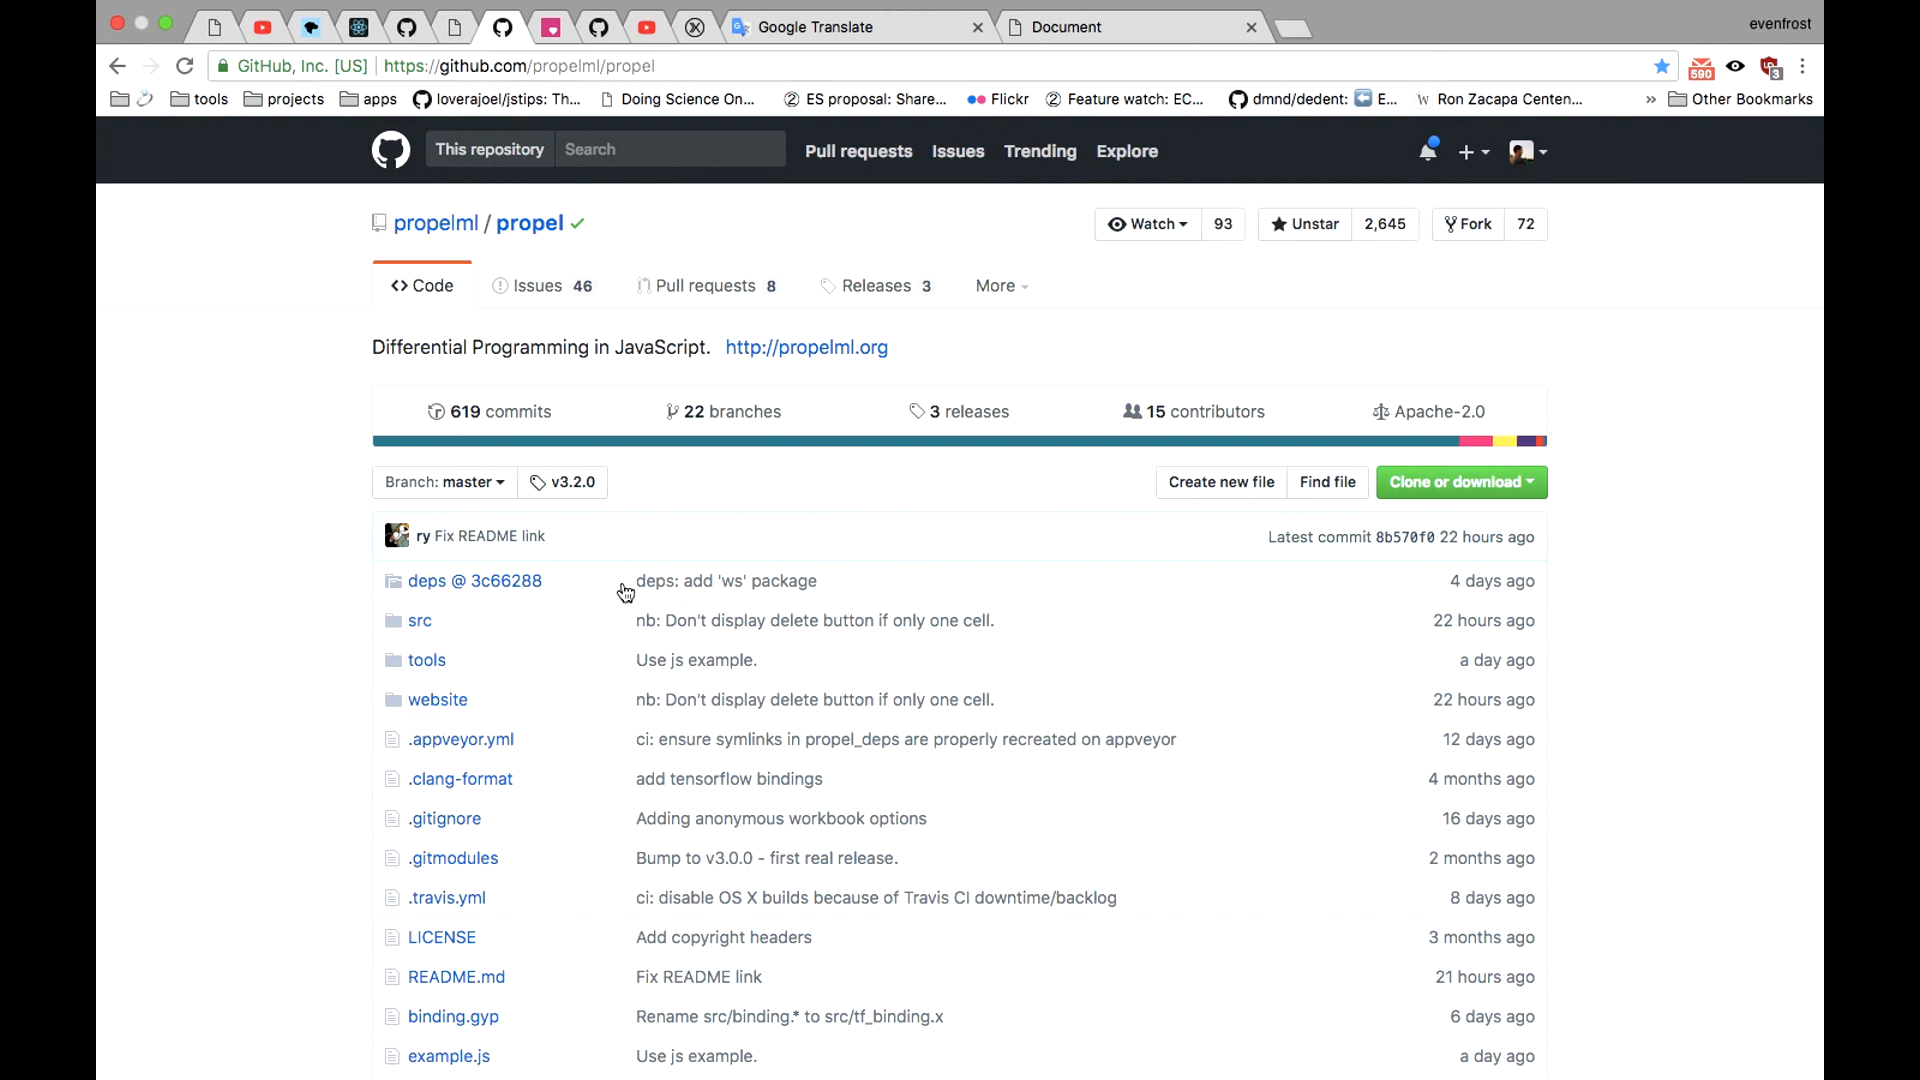 Google Translate
Document
evenfrost
GitHub, Inc. [US] https://github.com/propelml/propel
590
3
tools
projects
apps
loverajoel/jstips: Th...
Doing Science On...
ES proposal: Share...
Flickr
Feature watch: EC...
dmnd/dedent: ⬅️ E...
Ron Zacapa Centen...
» Other Bookmarks
This repository Search
Pull requests Issues Trending Explore
propelml / propel
Watch 93 Unstar 2,645 Fork 72
Code Issues 46 Pull requests 8 Releases 3 More
Differential Programming in JavaScript. http://propelml.org
619 commits 22 branches 3 releases 15 contributors Apache-2.0
Branch: master v3.2.0 Create new file Find file Clone or download
ry Fix README link Latest commit 8b570f0 22 hours ago
deps @ 3c66288 deps: add 'ws' package 4 days ago
src nb: Don't display delete button if only one cell. 22 hours ago
tools Use js example. a day ago
website nb: Don't display delete button if only one cell. 22 hours ago
.appveyor.yml ci: ensure symlinks in propel_deps are properly recreated on appveyor 12 days ago
.clang-format add tensorflow bindings 4 months ago
.gitignore Adding anonymous workbook options 16 days ago
.gitmodules Bump to v3.0.0 - first real release. 2 months ago
.travis.yml ci: disable OS X builds because of Travis CI downtime/backlog 8 days ago
LICENSE Add copyright headers 3 months ago
README.md Fix README link 21 hours ago
binding.gyp Rename src/binding.* to src/tf_binding.x 6 days ago
example.js Use js example. a day ago